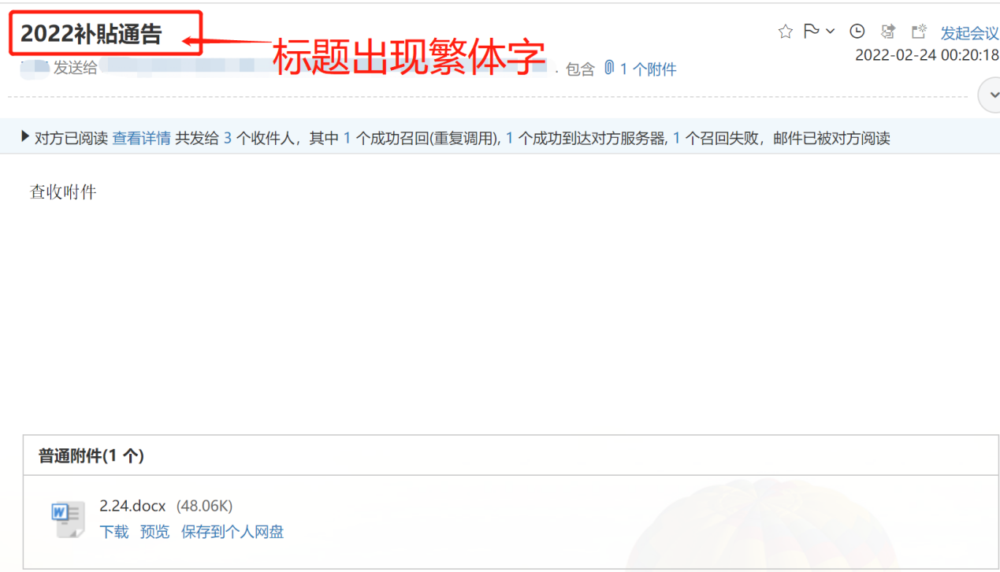 2022补貼通告
标题出现繁体字
发起会议
2022-02-24 00:20:18
发送给
. 包含 1 个附件
对方已阅读 查看详情 共发给 3 个收件人，其中 1 个成功召回(重复调用), 1 个成功到达对方服务器, 1 个召回失败，邮件已被对方阅读
查收咐件
普通附件(1 个)
W
2.24.docx (48.06K)
下载 预览 保存到个人网盘